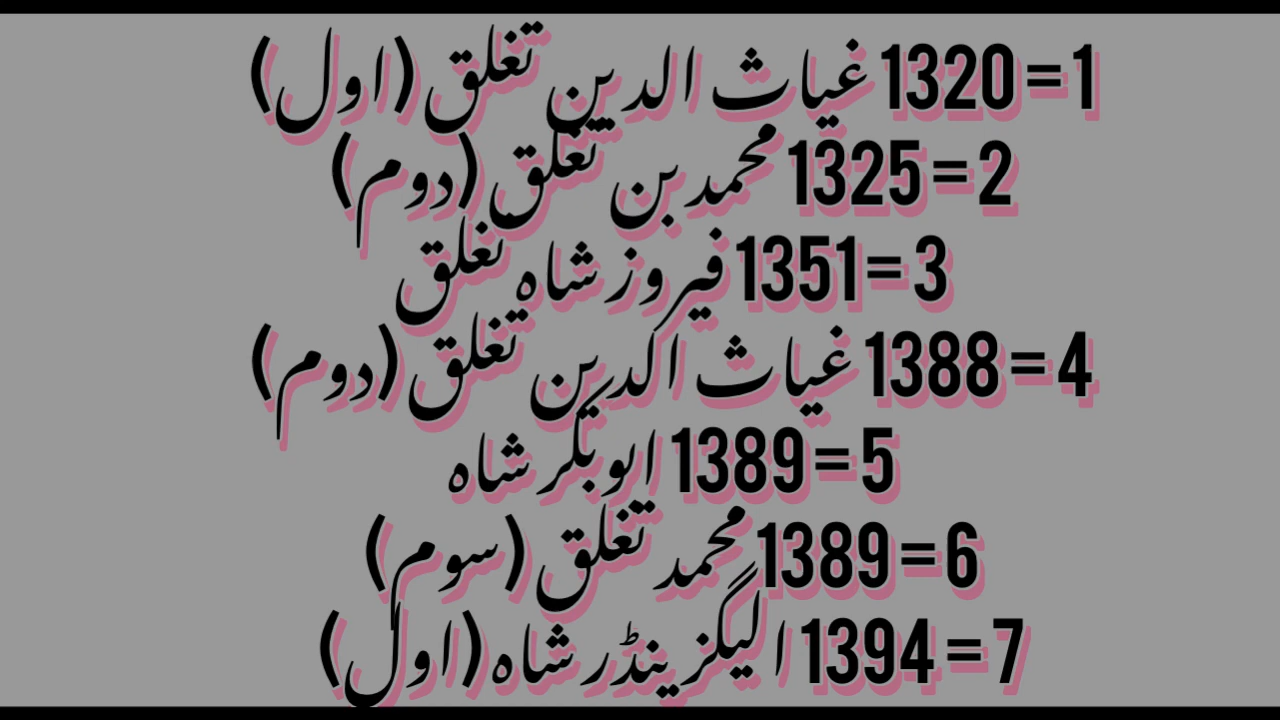 1=1320 غیاث الدین تغلق (اول)
2=1325 محمد بن تغلق (دوم)
3=1351 فیروز شاہ تغلق
4=1388 غیاث اکدین تغلق (دوم)
5=1389 ابوبکر شاہ
6=1389 محمد تغلق (سوم)
7=1394 الیگزینڈر شاہ (اول)